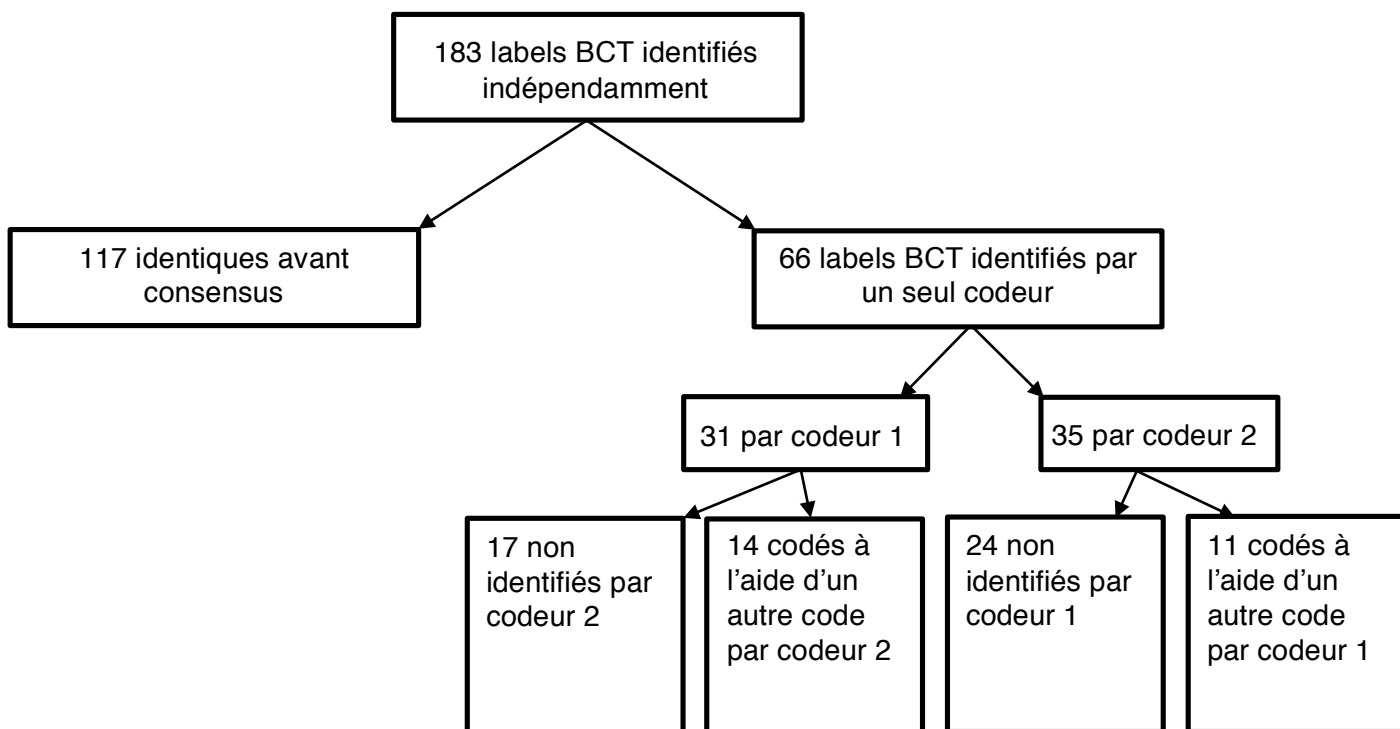 183 labels BCT identifiés
indépendamment
117 identiques avant
consensus
66 labels BCT identifiés par
un seul codeur
31 par codeur 1
35 par codeur 2
17 non
identifiés par
codeur 2
14 codés à
l’aide d’un
autre code
par codeur 2
24 non
identifiés par
codeur 1
11 codés à
l’aide d’un
autre code
par codeur 1